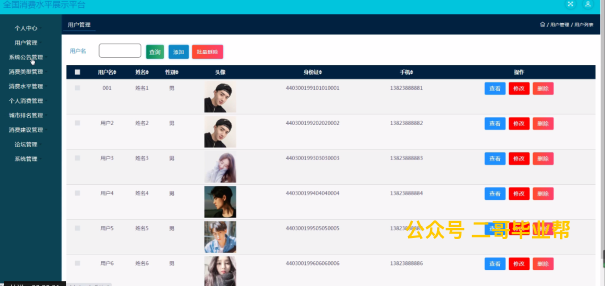 全国消费水平展示平台
用户管理
/ 用户管理 / 用户列表
个人中心
用户管理
系统公告管理
消费类型管理
消费水平管理
个人消费管理
城市排名管理
消费建议管理
论坛管理
系统管理
用户名 查询 添加 批量删除
用户名 姓名 性别 头像 身份证 手机 操作
001 姓名1 男 440300199101010001 13823888881 查看 修改 删除
用户2 姓名2 男 440300199202020002 13823888882 查看 修改 删除
用户3 姓名3 男 440300199303030003 13823888883 查看 修改 删除
用户4 姓名4 男 440300199404040004 13823888884 查看 修改 删除
用户5 姓名5 男 440300199505050005 查看 修改 删除
用户6 姓名6 男 440300199606060006 13823888886 查看 修改 删除
公众号 二哥毕业帮